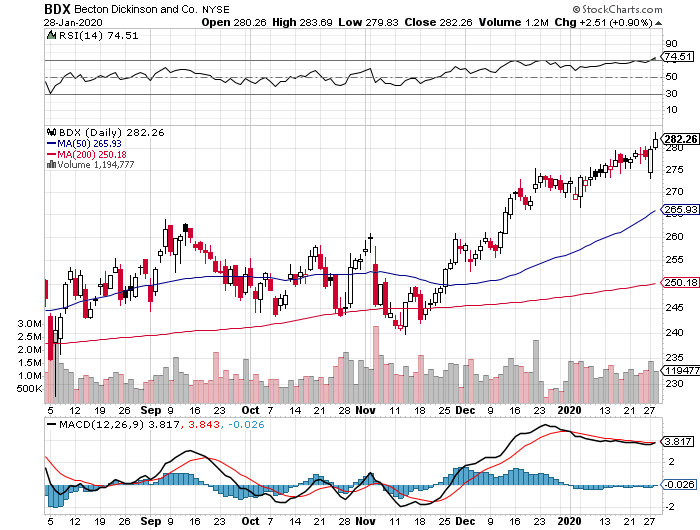 BDX Becton Dickinson and Co. NYSE © StockCharts.com
28-Jan-2020 Open 280.26 High 283.69 Low 279.83 Close 282.26 Volume 1.2M Chg +2.51 (+0.90%)
RSI(14) 74.51
90
74.51
70
50
30
10
BDX (Daily) 282.26
MA(50) 265.93
MA(200) 250.18
Volume 1,194,777
282.26
280
275
270
265.93
265
260
255
250.18
250
245
240
235
230
3.0M
2.5M
2.0M
1.5M
1.0M
500K
119477
5 12 19 26 Sep 9 16 23 Oct 7 14 21 28 Nov 11 18 25 Dec 9 16 23 2020 13 21 27
MACD(12,26,9) 3.817, 3.843, -0.026
3.817
2
-0.026
-2
5 12 19 26 Sep 9 16 23 Oct 7 14 21 28 Nov 11 18 25 Dec 9 16 23 2020 13 21 27